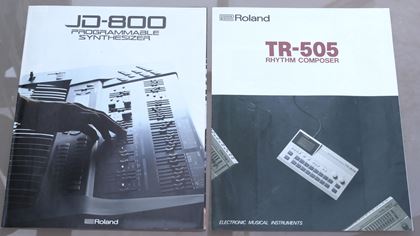 JD-800
PROGRAMMABLE
SYNTHESIZER
Roland
Roland
TR-505
RHYTHM COMPOSER
ELECTRONIC MUSICAL INSTRUMENTS